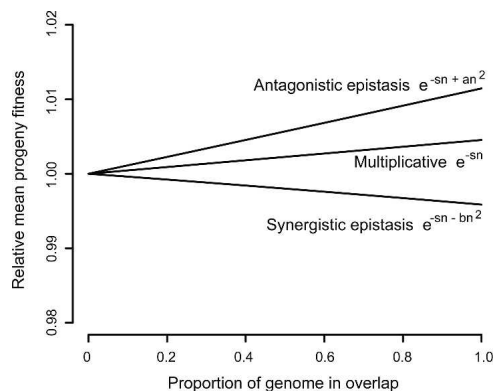 1.02
1.01
1.00
0.99
0.98
Relative mean progeny fitness
Antagonistic epistasis e^-sn + an^2
Multiplicative e^-sn
Synergistic epistasis e^-sn - bn^2
0 0.2 0.4 0.6 0.8 1.0
Proportion of genome in overlap